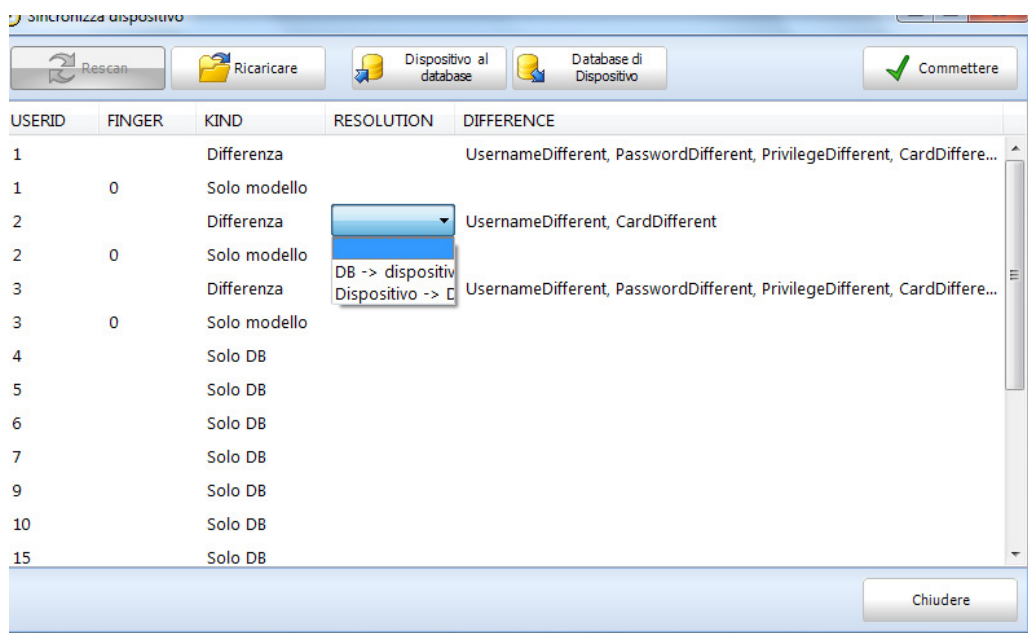 Sincronizza dispositivo
Rescan
Ricaricare
Dispositivo al
database
Database di
Dispositivo
Commettere
USERID FINGER KIND RESOLUTION DIFFERENCE
1 Differenza UsernameDifferent, PasswordDifferent, PrivilegeDifferent, CardDiffere...
1 0 Solo modello
2 Differenza UsernameDifferent, CardDifferent
2 0 Solo modello
DB -> dispositiv
3 Differenza Dispositivo -> D UsernameDifferent, PasswordDifferent, PrivilegeDifferent, CardDiffere...
3 0 Solo modello
4 Solo DB
5 Solo DB
6 Solo DB
7 Solo DB
9 Solo DB
10 Solo DB
15 Solo DB
Chiudere